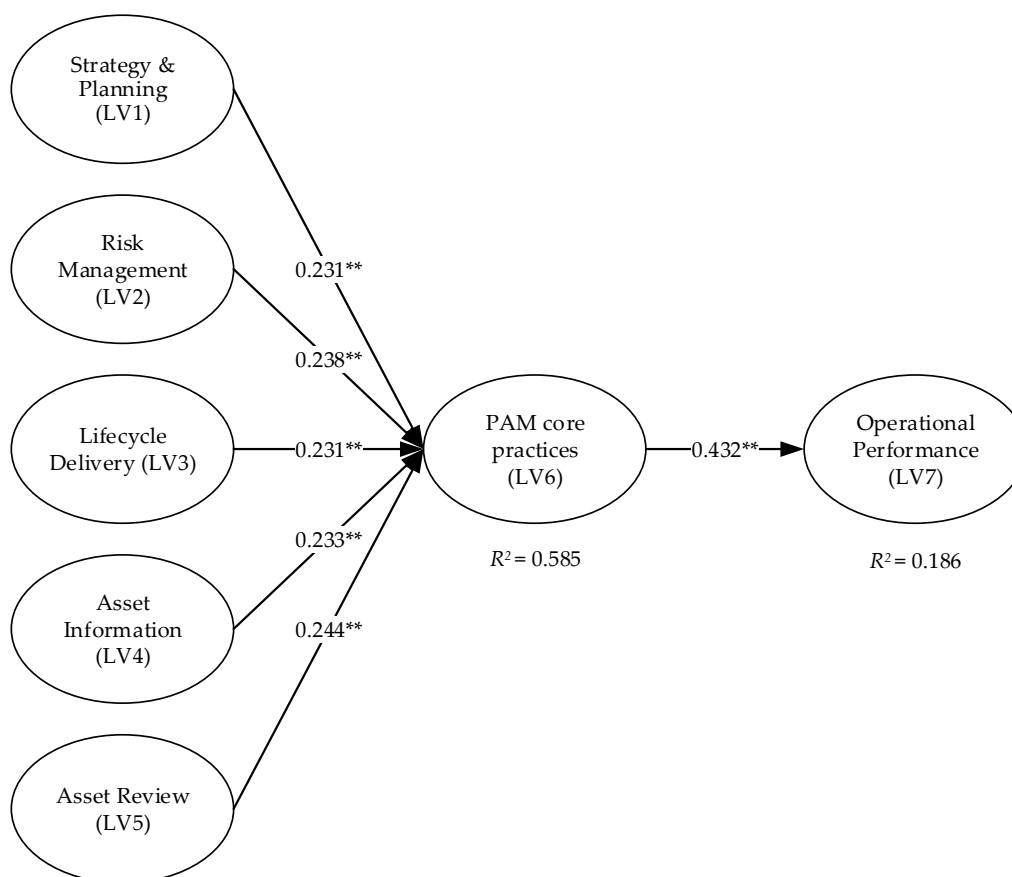 Strategy &
Planning
(LV1)
Risk
Management
(LV2)
Lifecycle
Delivery (LV3)
Asset
Information
(LV4)
Asset Review
(LV5)
0.231**
0.238**
0.231**
0.233**
0.244**
PAM core
practices
(LV6)
R² = 0.585
0.432**
Operational
Performance
(LV7)
R² = 0.186